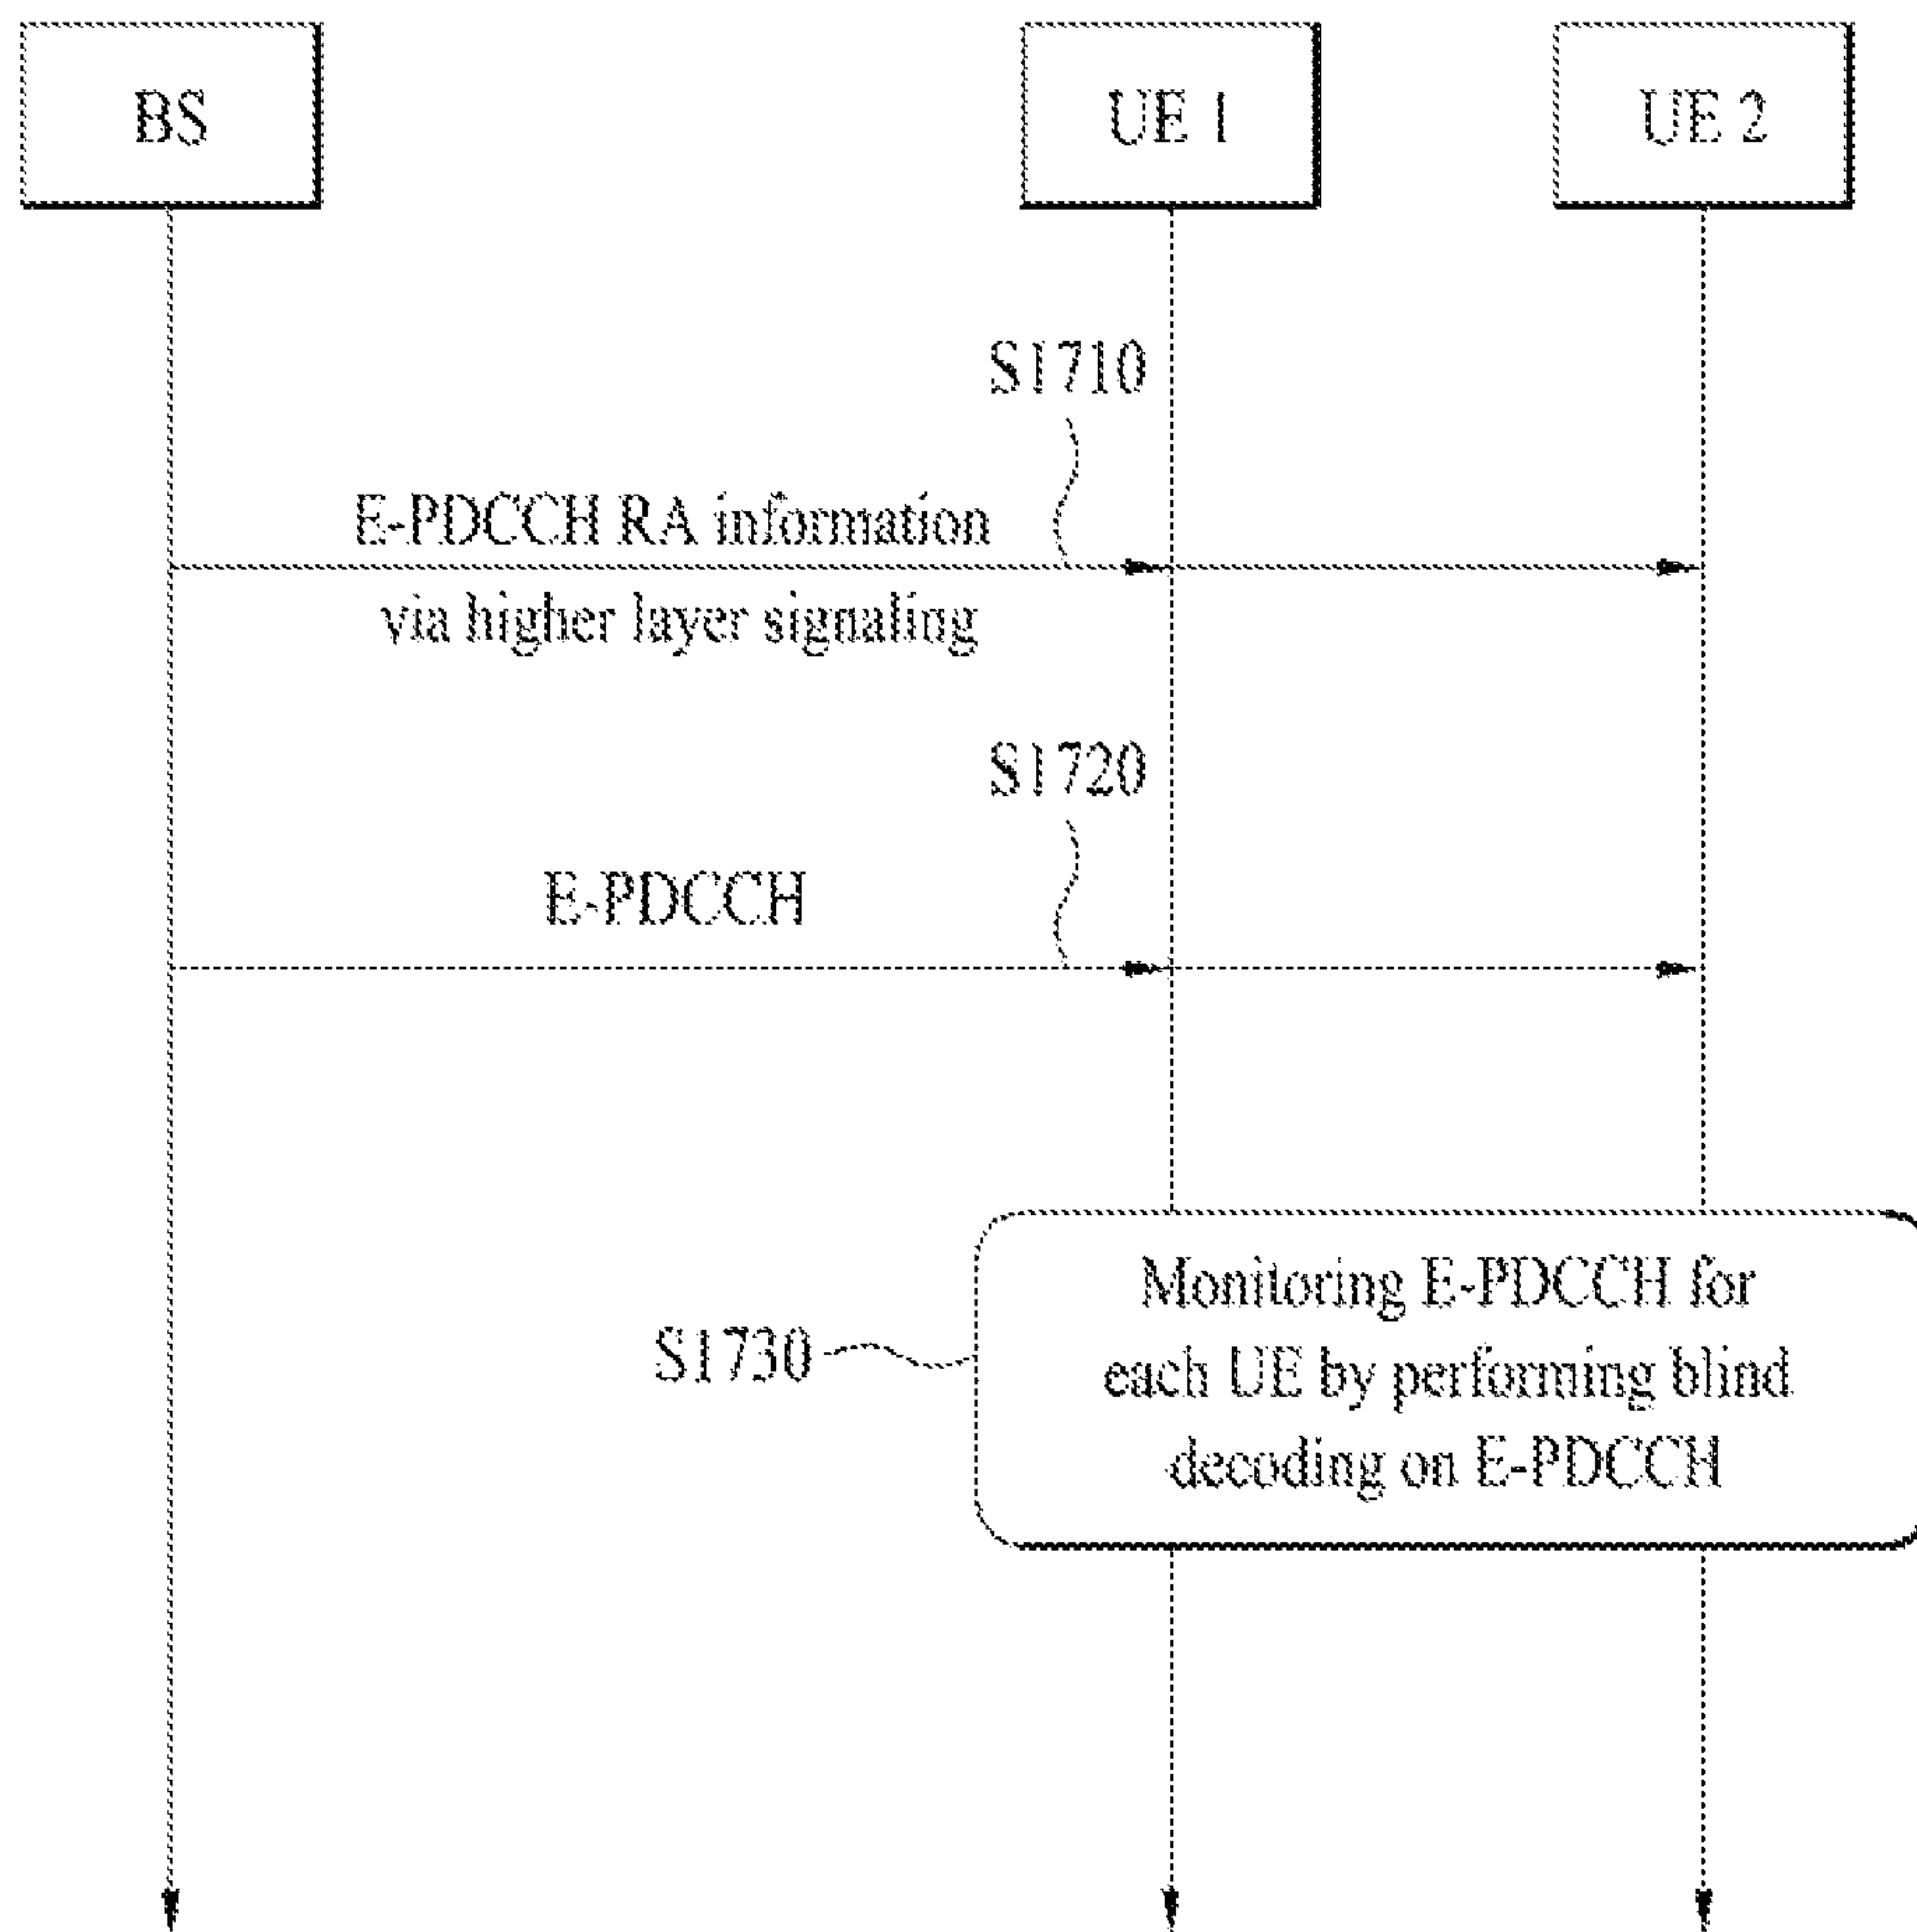 BS
UE 1
UE 2
S1710
E-PDCCH RA information
via higher layer signaling
S1720
E-PDCCH
Monitoring E-PDCCH for
each UE by performing blind
decoding on E-PDCCH
S1730